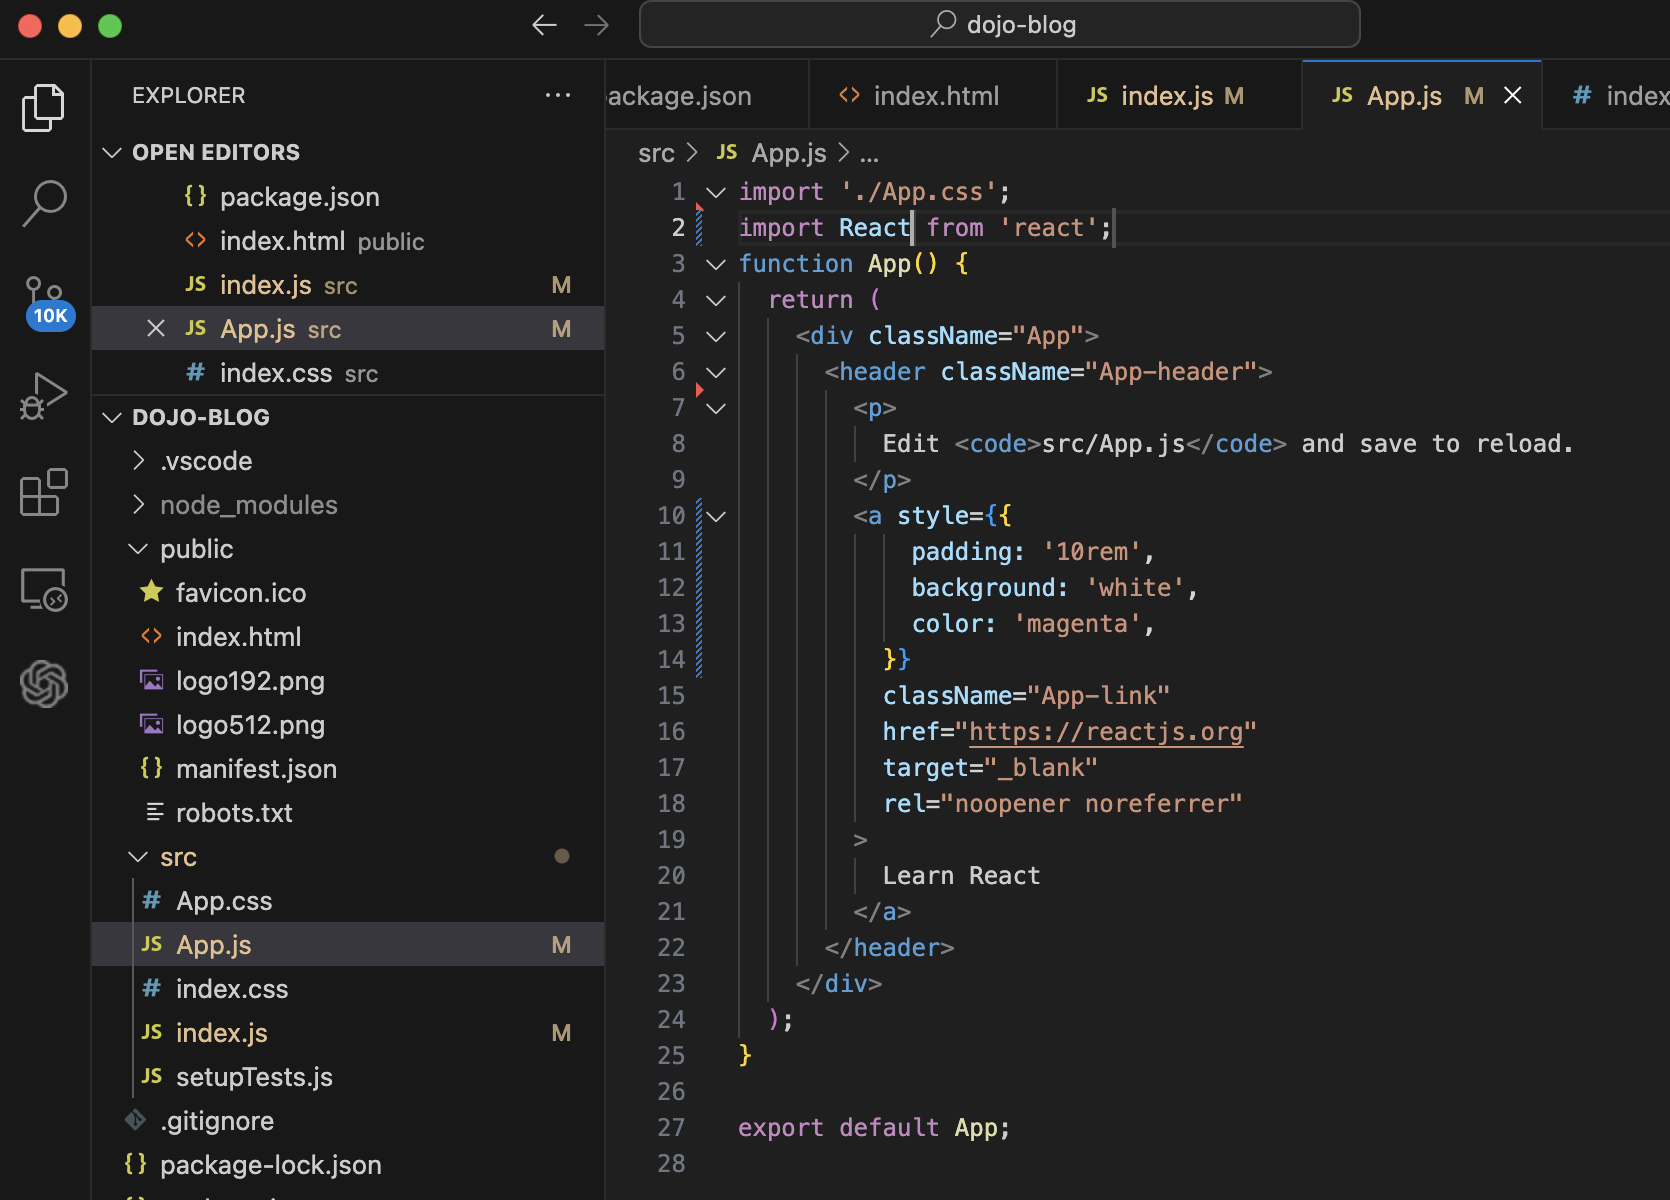 dojo-blog
EXPLORER
OPEN EDITORS
{} package.json
<> index.html public
JS index.js src M
JS App.js src M
# index.css src
DOJO-BLOG
.vscode
node_modules
public
favicon.ico
<> index.html
logo192.png
logo512.png
{} manifest.json
robots.txt
src
# App.css
JS App.js M
# index.css
JS index.js M
JS setupTests.js
.gitignore
{} package-lock.json
10K
ackage.json <> index.html JS index.js M JS App.js M # index
src > JS App.js > ...
1 import './App.css';
2 import React from 'react';
3 function App() {
4 return (
5 <div className="App">
6 <header className="App-header">
7 <p>
8 Edit <code>src/App.js</code> and save to reload.
9 </p>
10 <a style={{
11 padding: '10rem',
12 background: 'white',
13 color: 'magenta',
14 }}
15 className="App-link"
16 href="https://reactjs.org"
17 target="_blank"
18 rel="noopener noreferrer"
19 >
20 Learn React
21 </a>
22 </header>
23 </div>
24 );
25 }
26
27 export default App;
28